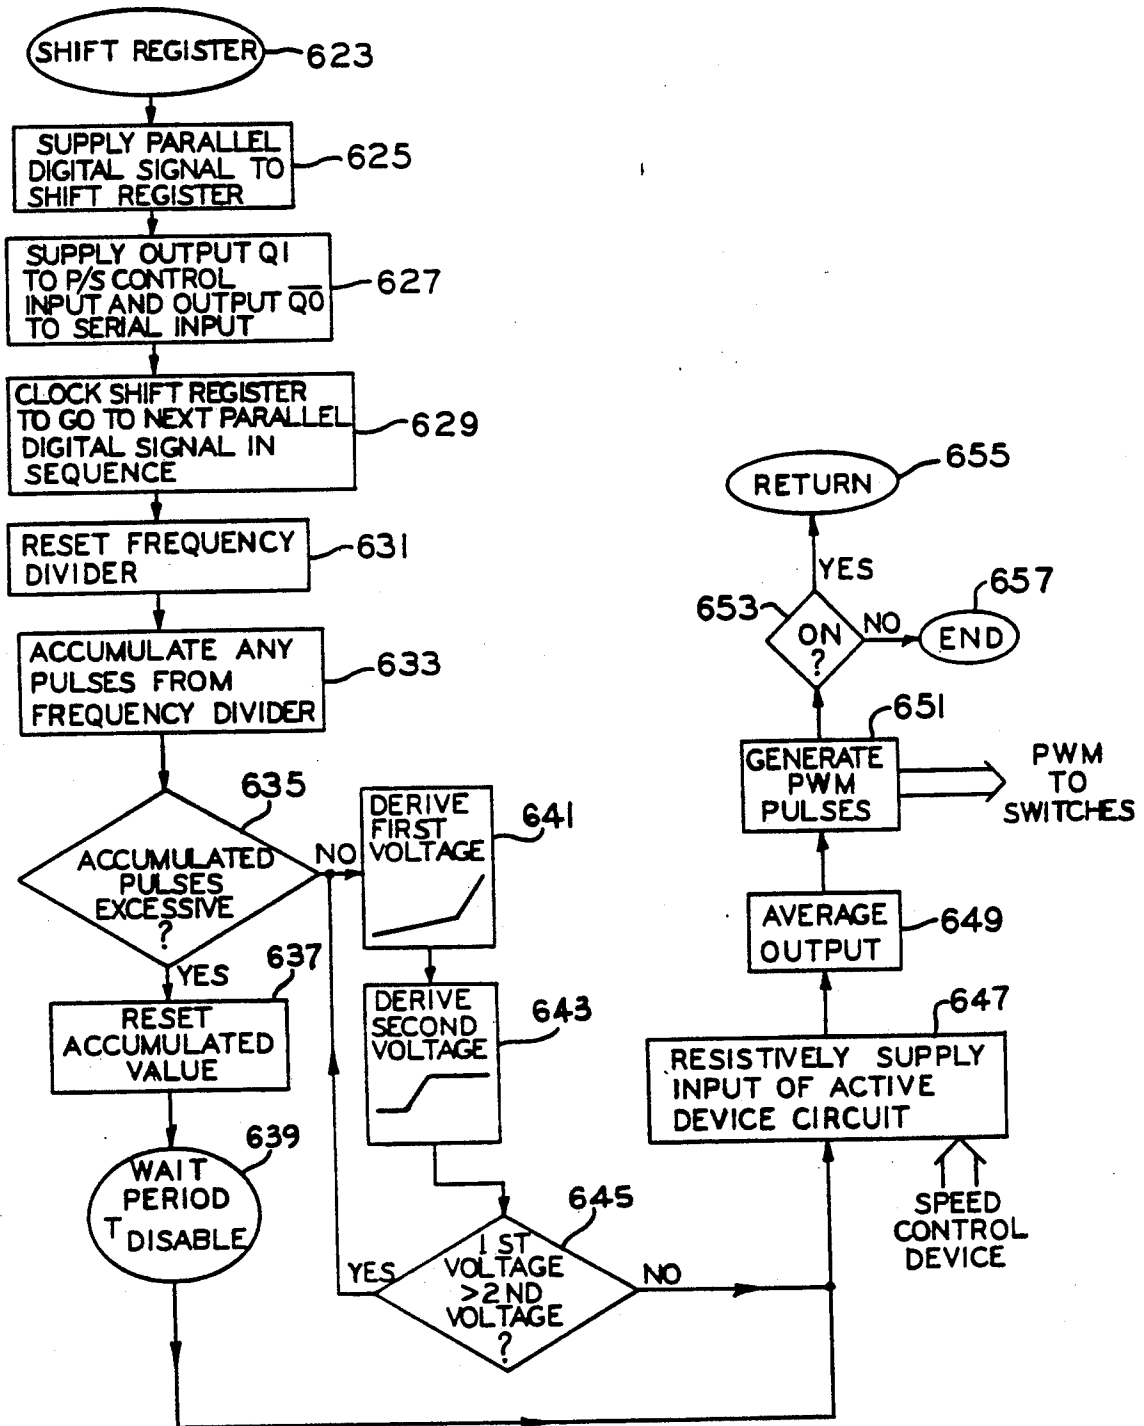 SHIFT REGISTER
623
SUPPLY PARALLEL
DIGITAL SIGNAL TO
SHIFT REGISTER
625
SUPPLY OUTPUT Q1
TO P/S CONTROL
INPUT AND OUTPUT Q̅0̅
TO SERIAL INPUT
627
CLOCK SHIFT REGISTER
TO GO TO NEXT PARALLEL
DIGITAL SIGNAL IN
SEQUENCE
629
RESET FREQUENCY
DIVIDER
631
ACCUMULATE ANY
PULSES FROM
FREQUENCY DIVIDER
633
ACCUMULATED
PULSES
EXCESSIVE
?
635
NO
YES
RESET
ACCUMULATED
VALUE
637
WAIT
PERIOD
T DISABLE
639
DERIVE
FIRST
VOLTAGE
641
DERIVE
SECOND
VOLTAGE
643
1ST
VOLTAGE
>2ND
VOLTAGE
?
645
YES
NO
RESISTIVELY SUPPLY
INPUT OF ACTIVE
DEVICE CIRCUIT
647
SPEED
CONTROL
DEVICE
AVERAGE
OUTPUT
649
GENERATE
PWM
PULSES
651
PWM
TO
SWITCHES
ON
?
653
YES
NO
RETURN
655
END
657